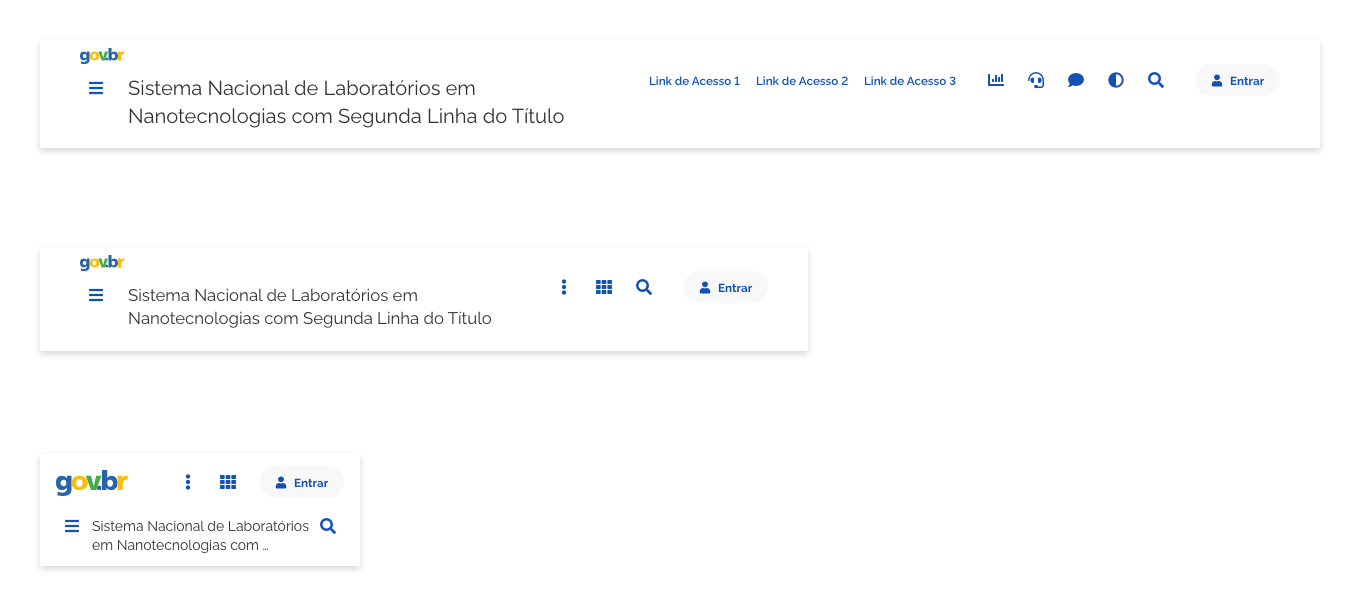 gov.br
Link de Acesso 1 Link de Acesso 2 Link de Acesso 3 Entrar
Sistema Nacional de Laboratórios em
Nanotecnologias com Segunda Linha do Título
gov.br
Entrar
Sistema Nacional de Laboratórios em
Nanotecnologias com Segunda Linha do Título
gov.br
Entrar
Sistema Nacional de Laboratórios
em Nanotecnologias com ...